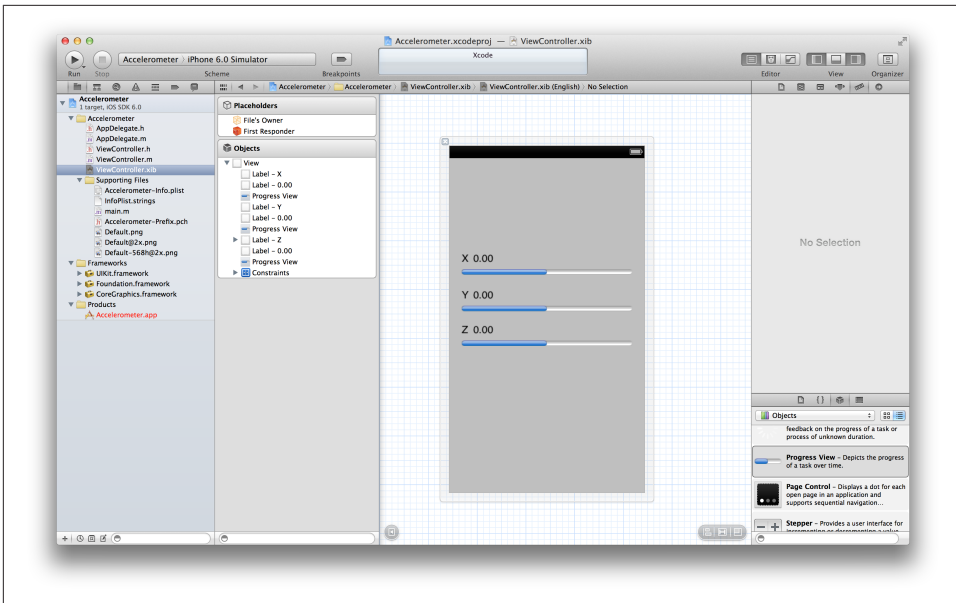 Accelerometer.xcodeproj — ViewController.xib
Accelerometer iPhone 6.0 Simulator
Xcode
Run Stop Scheme Breakpoints Editor View Organizer
Accelerometer Accelerometer ViewController.xib ViewController.xib (English) No Selection
Accelerometer
1 target, iOS SDK 6.0
Accelerometer
AppDelegate.h
AppDelegate.m
ViewController.h
ViewController.m
ViewController.xib
Supporting Files
Accelerometer-Info.plist
InfoPlist.strings
main.m
Accelerometer-Prefix.pch
Default.png
Default@2x.png
Default-568h@2x.png
Frameworks
UIKit.framework
Foundation.framework
CoreGraphics.framework
Products
Accelerometer.app
Placeholders
File's Owner
First Responder
Objects
View
Label - X
Label - 0.00
Progress View
Label - Y
Label - 0.00
Progress View
Label - Z
Label - 0.00
Progress View
Constraints
X 0.00
Y 0.00
Z 0.00
No Selection
Objects
feedback on the progress of a task or
process of unknown duration.
Progress View - Depicts the progress
of a task over time.
Page Control - Displays a dot for each
open page in an application and
supports sequential navigation...
Stepper - Provides a user interface for
incrementing or decrementing a value